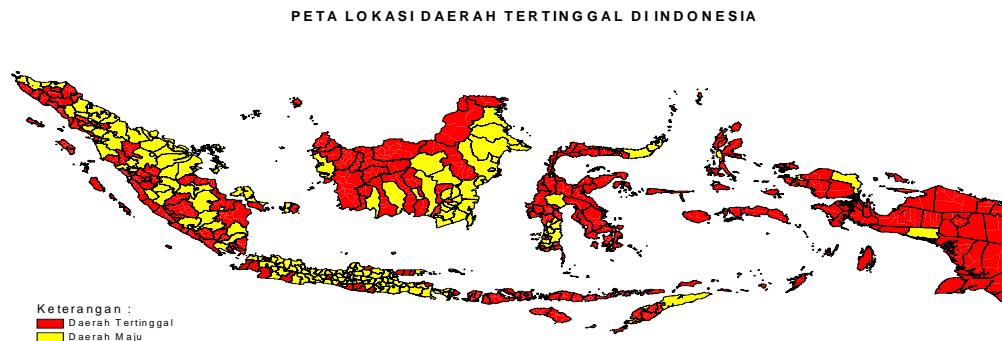 PETA LOKASI DAERAH TERTINGGAL DI INDONESIA
Keterangan :
Daerah Tertinggal
Daerah Maju